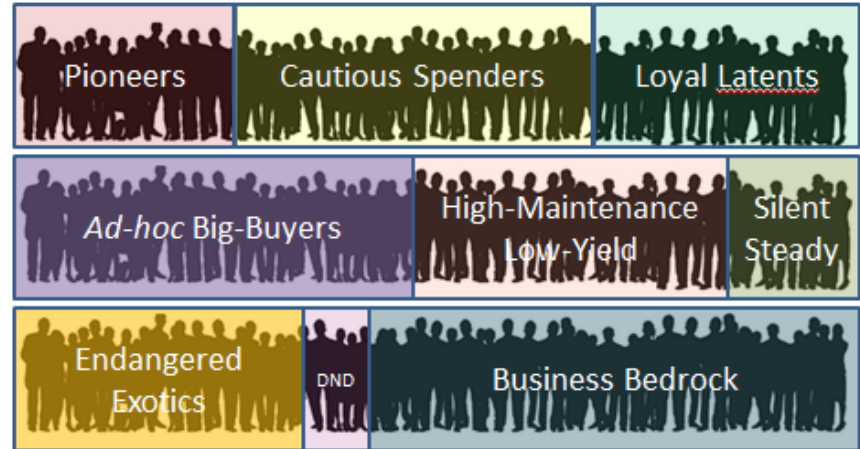 Pioneers
Cautious Spenders
Loyal Latents
Ad-hoc Big-Buyers
High-Maintenance
Low-Yield
Silent
Steady
Endangered
Exotics
DND
Business Bedrock